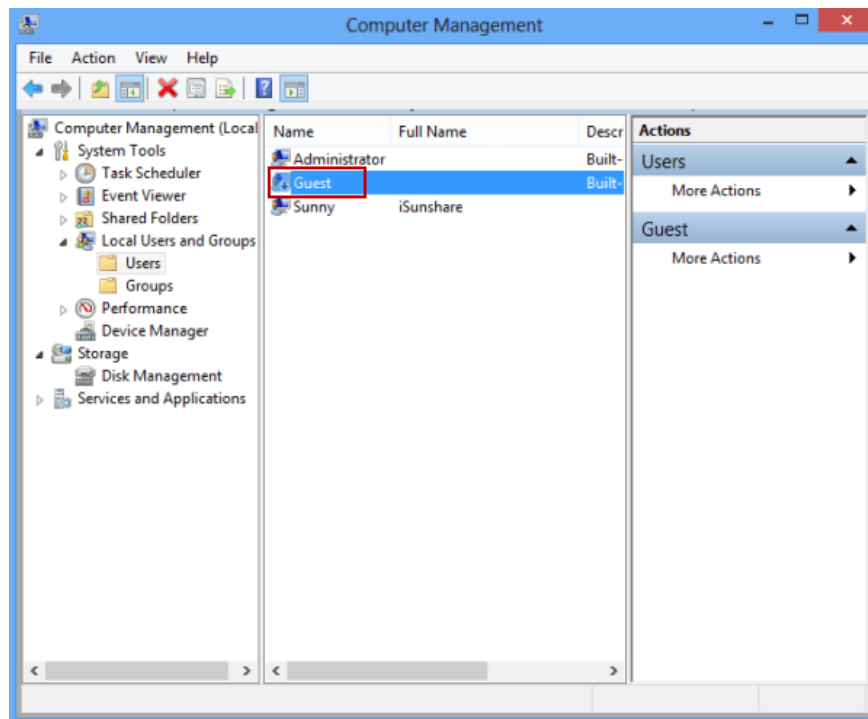 Computer Management
File Action View Help
Computer Management (Local
System Tools
Task Scheduler
Event Viewer
Shared Folders
Local Users and Groups
Users
Groups
Performance
Device Manager
Storage
Disk Management
Services and Applications
Name Full Name Descr
Administrator Built-
Guest Built-
Sunny iSunshare
Actions
Users
More Actions
Guest
More Actions